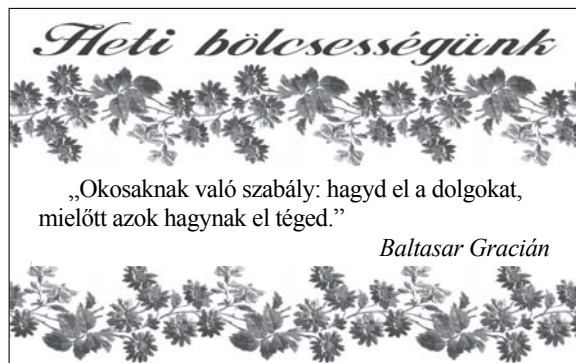 Heti bölcsességünk
„Okosaknak való szabály: hagyd el a dolgokat,
mielőtt azok hagynak el téged.”
Baltasar Gracián